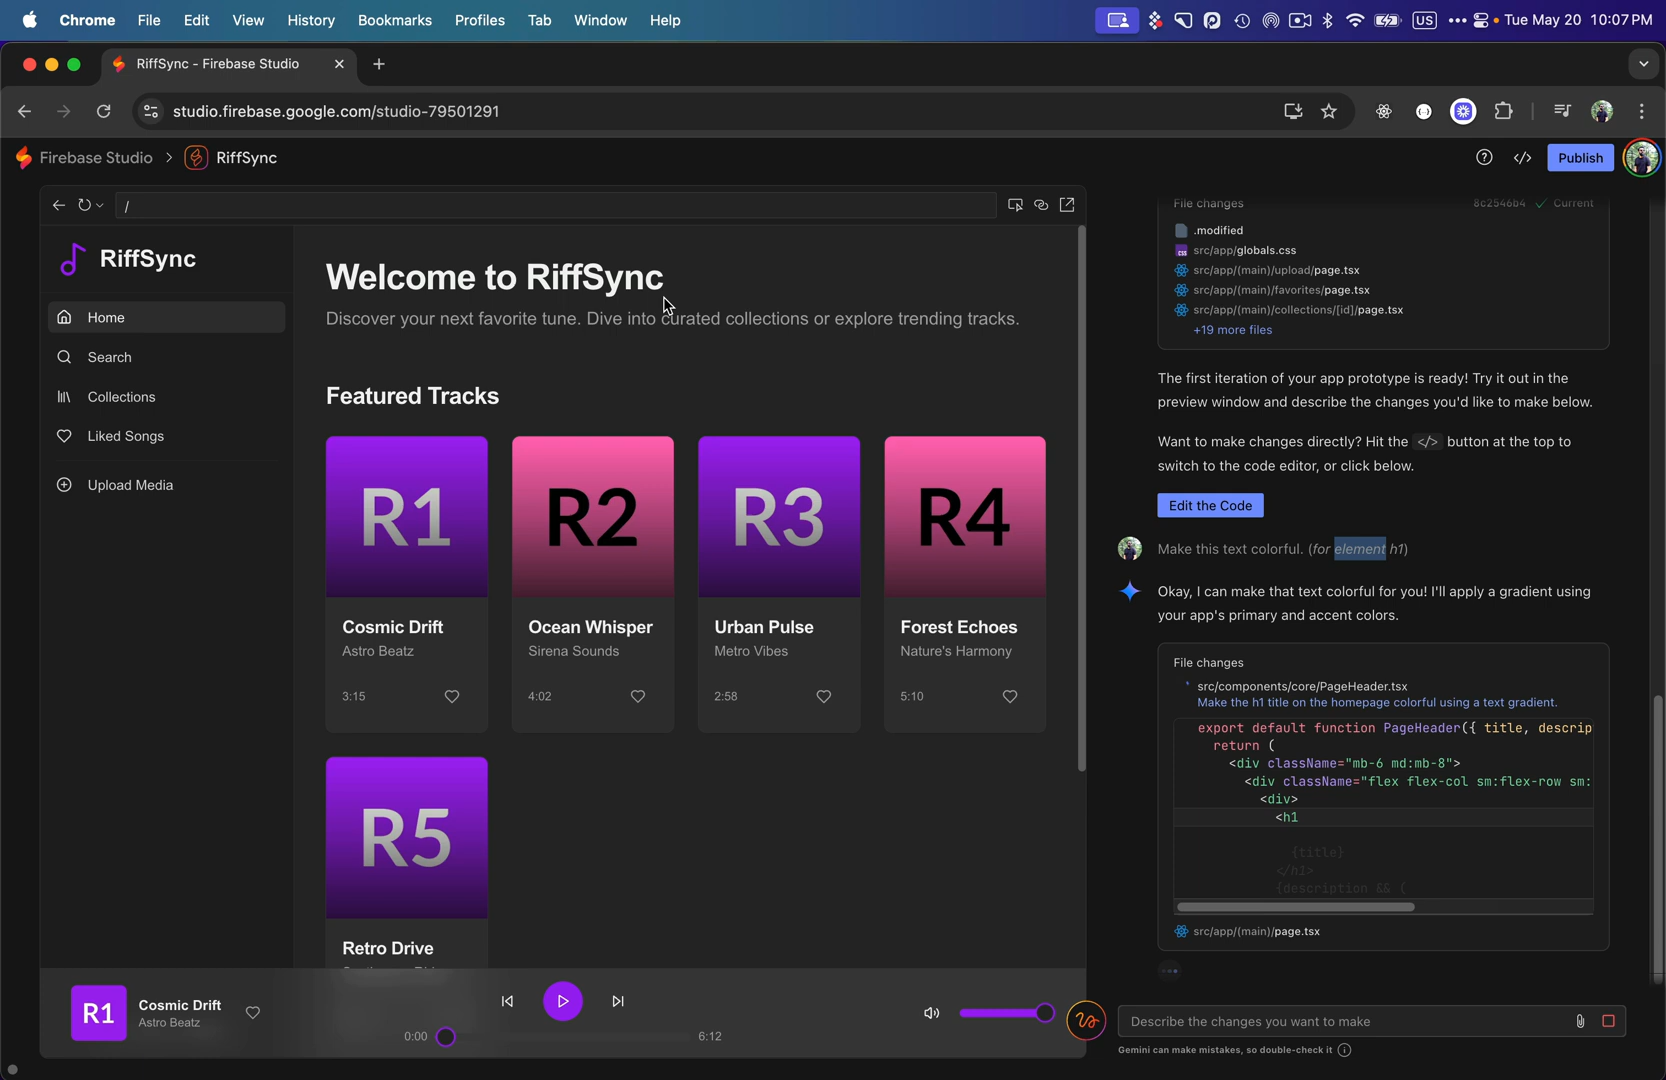 Chrome File Edit View History Bookmarks Profiles Tab Window Help
US Tue May 20 10:07 PM
RiffSync - Firebase Studio
studio.firebase.google.com/studio-79501291
Firebase Studio > RiffSync
Publish
/
RiffSync
Home
Search
Collections
Liked Songs
Upload Media
Welcome to RiffSync
Discover your next favorite tune. Dive into curated collections or explore trending tracks.
Featured Tracks
R1
Cosmic Drift
Astro Beatz
3:15
R2
Ocean Whisper
Sirena Sounds
4:02
R3
Urban Pulse
Metro Vibes
2:58
R4
Forest Echoes
Nature's Harmony
5:10
R5
Retro Drive
R1
Cosmic Drift
Astro Beatz
0:00
6:12
File changes
8c2546b4 ✓ Current
.modified
src/app/globals.css
src/app/(main)/upload/page.tsx
src/app/(main)/favorites/page.tsx
src/app/(main)/collections/[id]/page.tsx
+19 more files
The first iteration of your app prototype is ready! Try it out in the
preview window and describe the changes you'd like to make below.
Want to make changes directly? Hit the </> button at the top to
switch to the code editor, or click below.
Edit the Code
Make this text colorful. (for element h1)
Okay, I can make that text colorful for you! I'll apply a gradient using
your app's primary and accent colors.
File changes
src/components/core/PageHeader.tsx
Make the h1 title on the homepage colorful using a text gradient.
export default function PageHeader({ title, descrip
return (
<div className="mb-6 md:mb-8">
<div className="flex flex-col sm:flex-row sm:
<div>
<h1
{title}
</h1>
{description && (
src/app/(main)/page.tsx
Describe the changes you want to make
Gemini can make mistakes, so double-check it